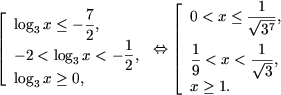 [ log₃ x ≤ −7/2,
−2 < log₃ x < −1/2,
log₃ x ≥ 0,
⇔
[ 0 < x ≤ 1/√(3⁷),
1/9 < x < 1/√3,
x ≥ 1.